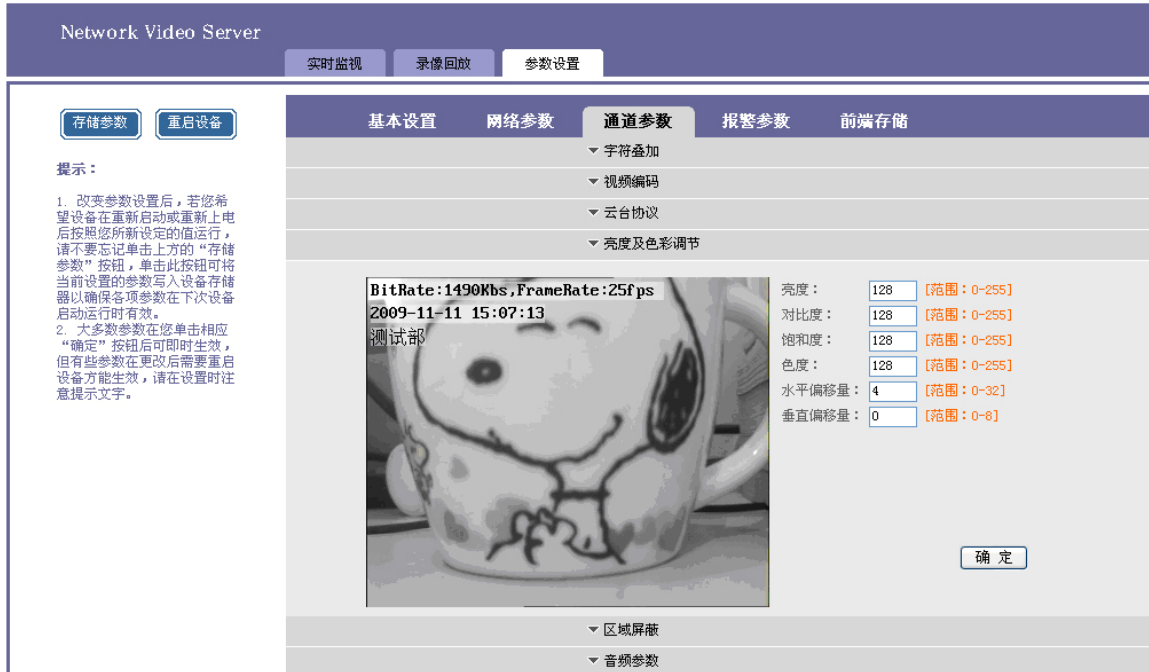 Network Video Server
实时监视 录像回放 参数设置
存储参数 重启设备
提示：
1. 改变参数设置后，若您希
望设备在重新启动或重新上电
后按照您所新设定的值运行，
请不要忘记单击上方的“存储
参数”按钮，单击此按钮可将
当前设置的参数写入设备存储
器以确保各项参数在下次设备
启动运行时有效。
2. 大多数参数在您单击相应
“确定”按钮后可即时生效，
但有些参数在更改后需要重启
设备方能生效，请在设置时注
意提示文字。
基本设置 网络参数 通道参数 报警参数 前端存储
字符叠加
视频编码
云台协议
亮度及色彩调节
BitRate:1490Kbs,FrameRate:25fps
2009-11-11 15:07:13
测试部
亮度： 128 [范围：0-255]
对比度： 128 [范围：0-255]
饱和度： 128 [范围：0-255]
色度： 128 [范围：0-255]
水平偏移量： 4 [范围：0-32]
垂直偏移量： 0 [范围：0-8]
确 定
区域屏蔽
音频参数